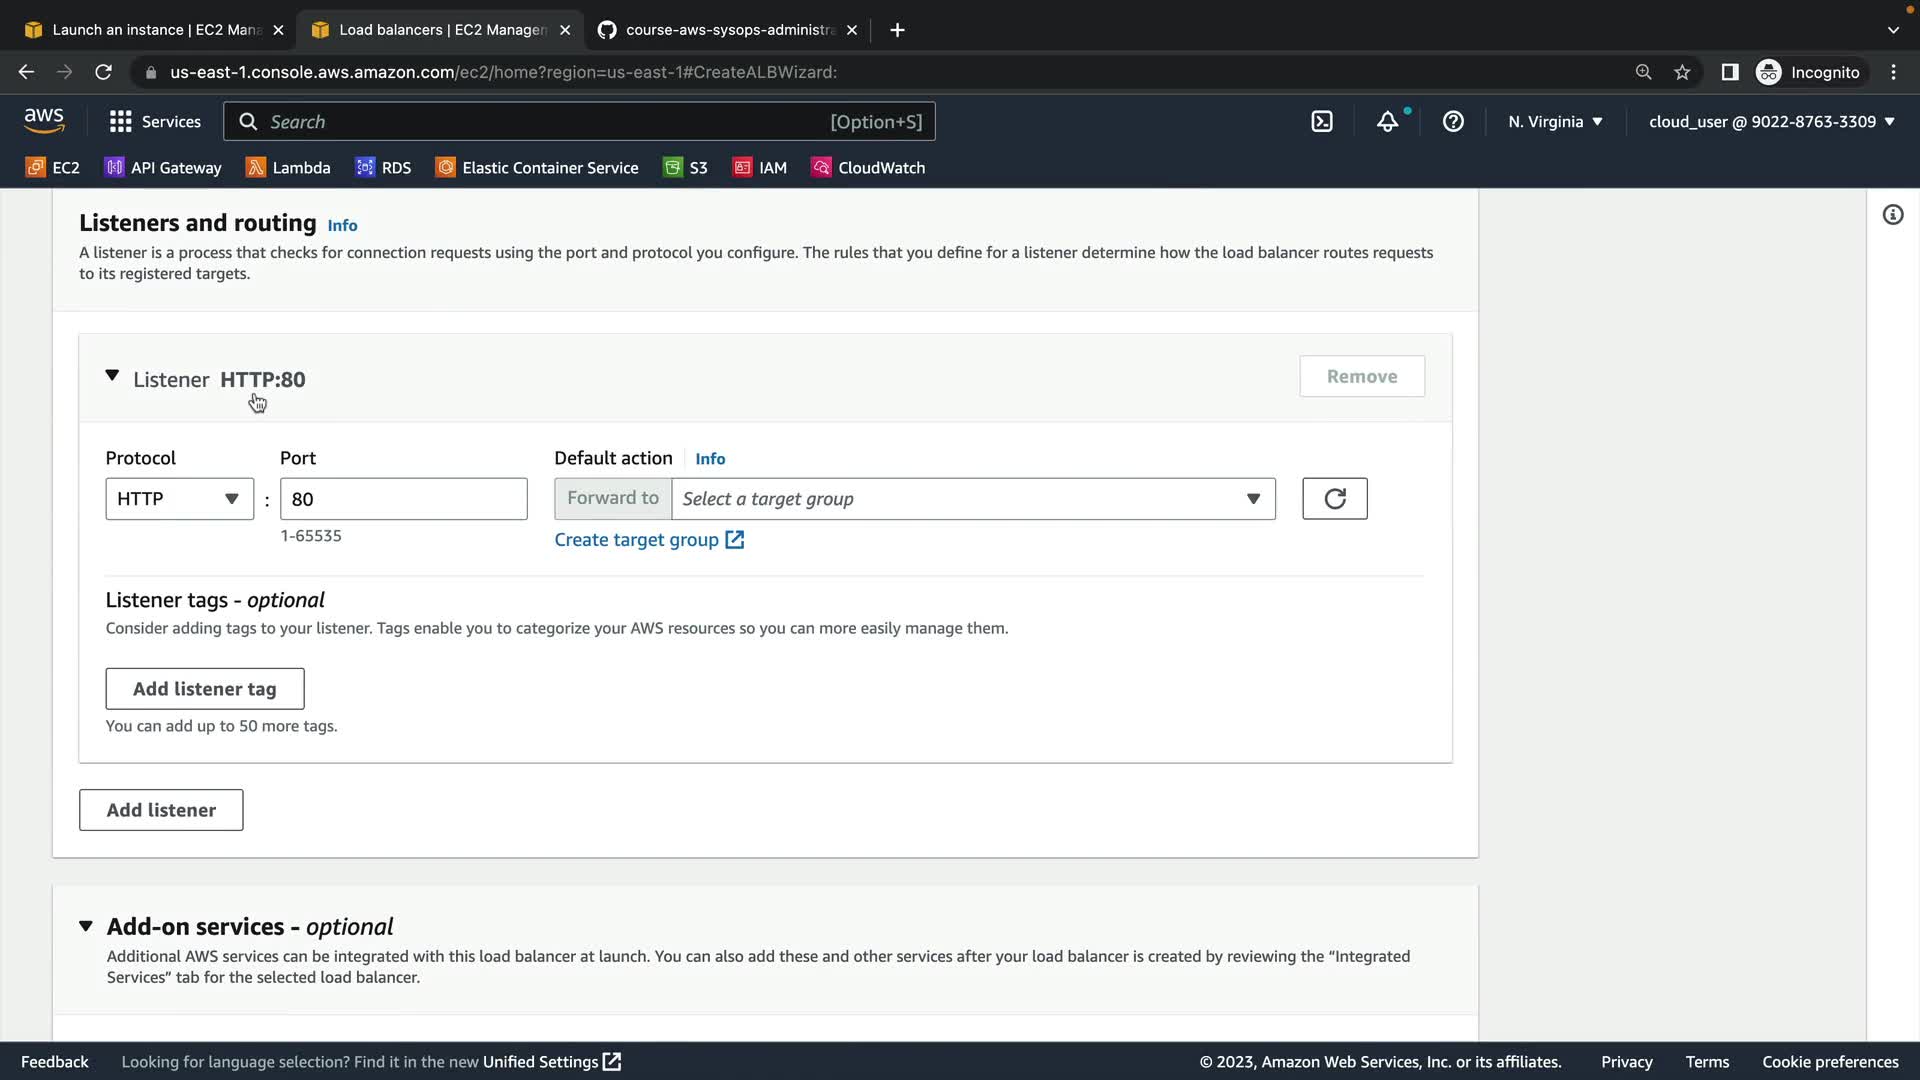 Launch an instance | EC2 Mana
Load balancers | EC2 Managen
course-aws-sysops-administra
us-east-1.console.aws.amazon.com/ec2/home?region=us-east-1#CreateALBWizard:
Incognito
aws
Services
Search
[Option+S]
N. Virginia
cloud_user @ 9022-8763-3309
EC2
API Gateway
Lambda
RDS
Elastic Container Service
S3
IAM
CloudWatch
Listeners and routing Info
A listener is a process that checks for connection requests using the port and protocol you configure. The rules that you define for a listener determine how the load balancer routes requests
to its registered targets.
Listener HTTP:80
Remove
Protocol
Port
Default action
Info
HTTP
:
80
Forward to
Select a target group
1-65535
Create target group
Listener tags - optional
Consider adding tags to your listener. Tags enable you to categorize your AWS resources so you can more easily manage them.
Add listener tag
You can add up to 50 more tags.
Add listener
Add-on services - optional
Additional AWS services can be integrated with this load balancer at launch. You can also add these and other services after your load balancer is created by reviewing the “Integrated
Services” tab for the selected load balancer.
Feedback
Looking for language selection? Find it in the new Unified Settings
© 2023, Amazon Web Services, Inc. or its affiliates.
Privacy
Terms
Cookie preferences